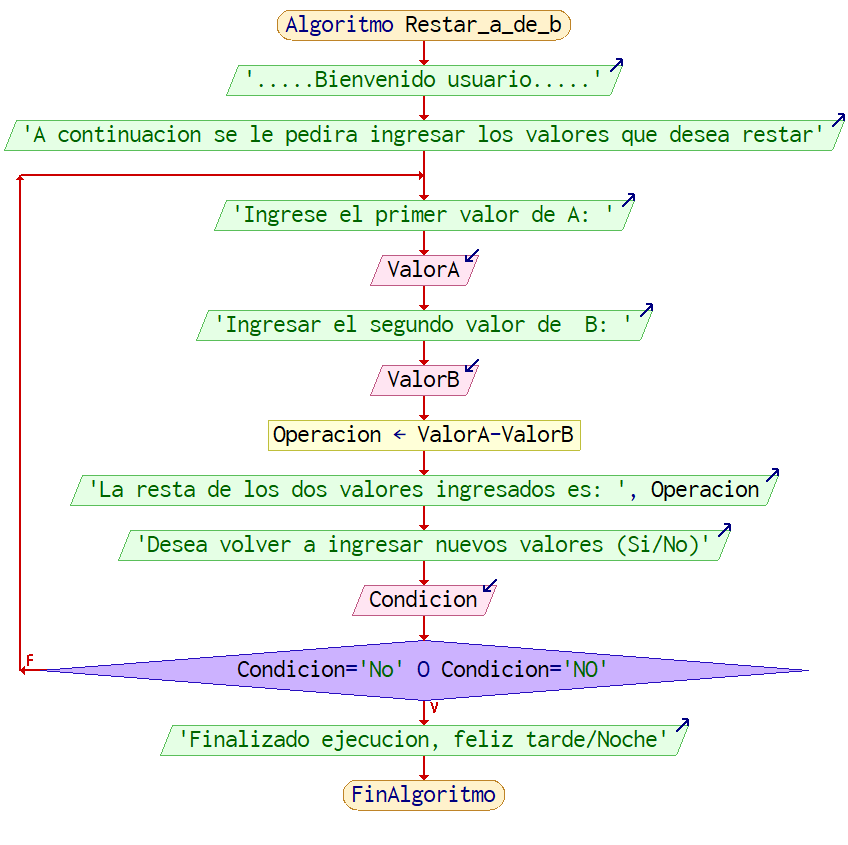 Algoritmo Restar_a_de_b
'.....Bienvenido usuario.....'
'A continuacion se le pedira ingresar los valores que desea restar'
'Ingrese el primer valor de A: '
ValorA
'Ingresar el segundo valor de  B: '
ValorB
Operacion ← ValorA-ValorB
'La resta de los dos valores ingresados es: ', Operacion
'Desea volver a ingresar nuevos valores (Si/No)'
Condicion
F
Condicion='No' O Condicion='NO'
V
'Finalizado ejecucion, feliz tarde/Noche'
FinAlgoritmo